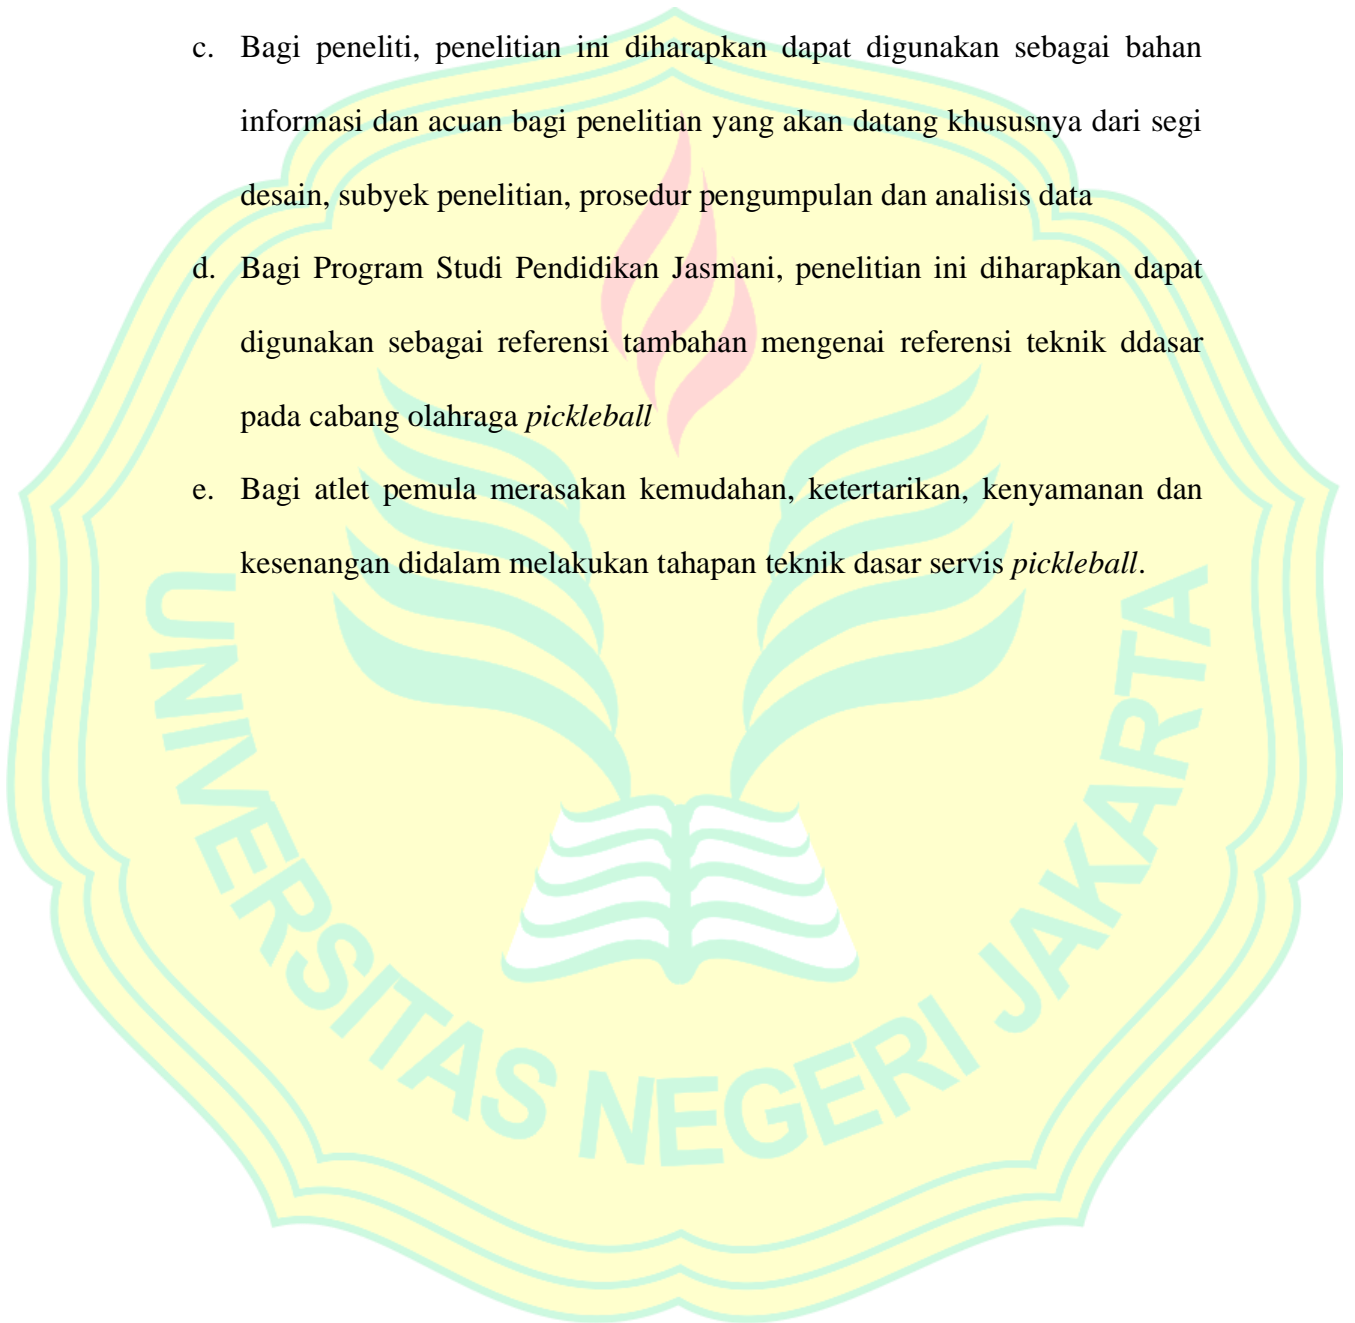 c. Bagi peneliti, penelitian ini diharapkan dapat digunakan sebagai bahan
informasi dan acuan bagi penelitian yang akan datang khususnya dari segi
desain, subyek penelitian, prosedur pengumpulan dan analisis data
d. Bagi Program Studi Pendidikan Jasmani, penelitian ini diharapkan dapat
digunakan sebagai referensi tambahan mengenai referensi teknik ddasar
pada cabang olahraga pickleball
e. Bagi atlet pemula merasakan kemudahan, ketertarikan, kenyamanan dan
kesenangan didalam melakukan tahapan teknik dasar servis pickleball.
UNIVERSITAS NEGERI JAKARTA